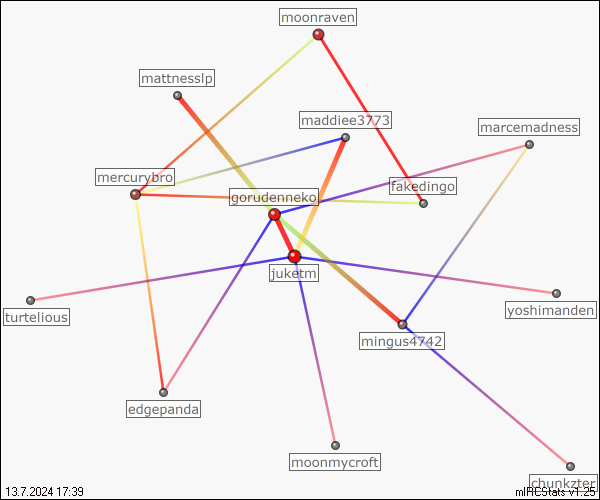 moonraven
mattnesslp
maddiee3773
marcemadness
mercurybro
fakedingo
gorudenneko
juketm
turtelious
yoshimanden
mingus4742
edgepanda
moonmycroft
chunkzter
13.7.2024 17:39
mIRCStats v1.25